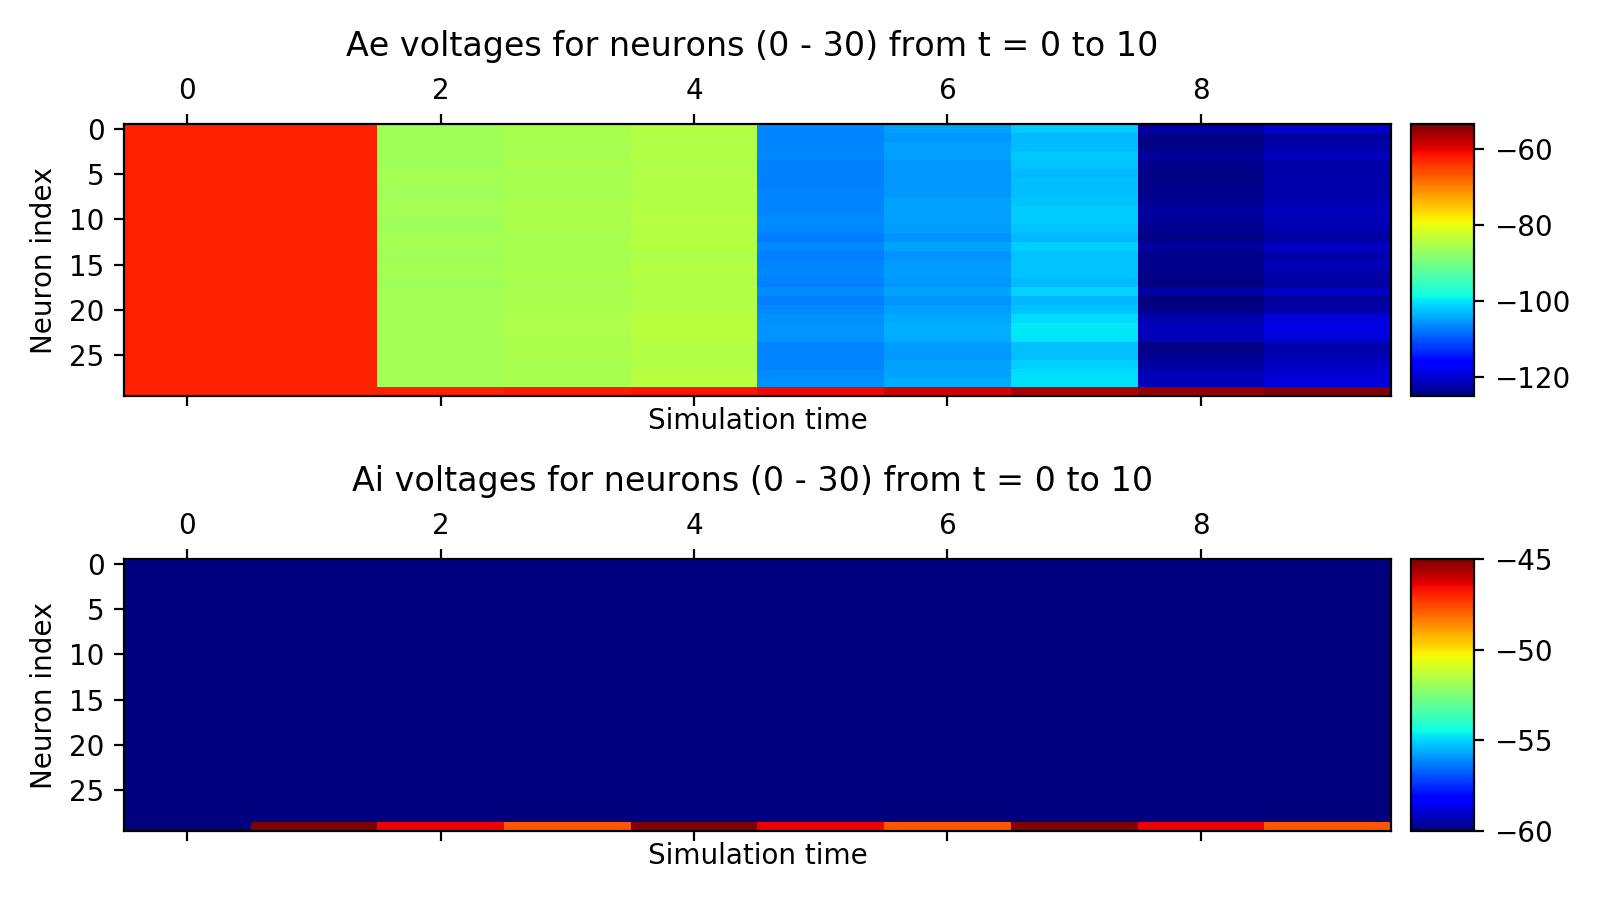 Ae voltages for neurons (0 - 30) from t = 0 to 10
0 2 4 6 8
Neuron index
0
5
10
15
20
25
Simulation time
−60
−80
−100
−120
Ai voltages for neurons (0 - 30) from t = 0 to 10
0 2 4 6 8
Neuron index
0
5
10
15
20
25
Simulation time
−45
−50
−55
−60